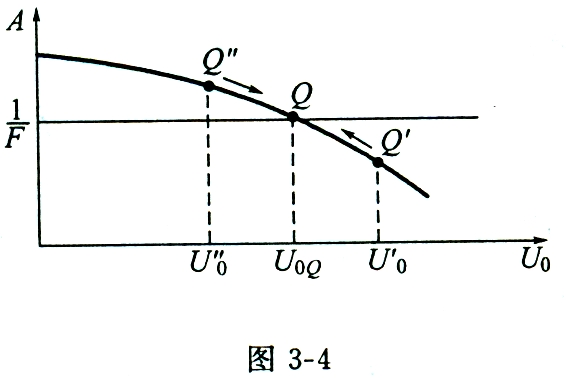 A
Q″
Q
1/F
Q′
U″₀
U₀Q
U′₀
U₀
图 3-4